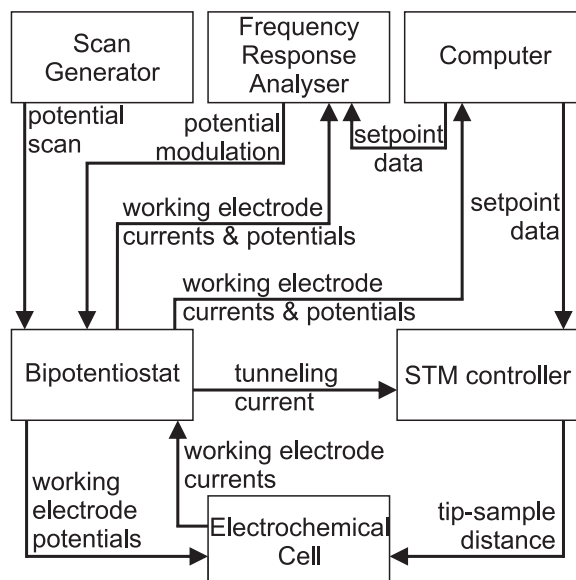 Scan
Generator
Frequency
Response
Analyser
Computer
potential
scan
potential
modulation
setpoint
data
setpoint
data
working electrode
currents & potentials
working electrode
currents & potentials
Bipotentiostat
tunneling
current
STM controller
working electrode
currents
working
electrode
potentials
Electrochemical
Cell
tip-sample
distance